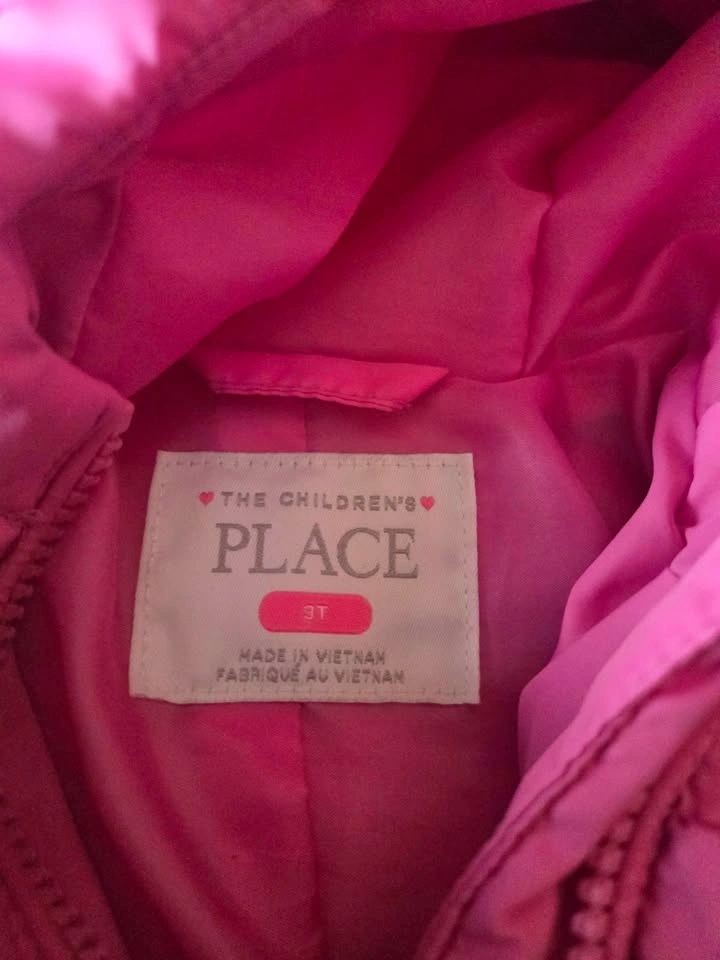 THE CHILDREN'S
PLACE
3T
MADE IN VIETNAM
FABRIQUÉ AU VIETNAM